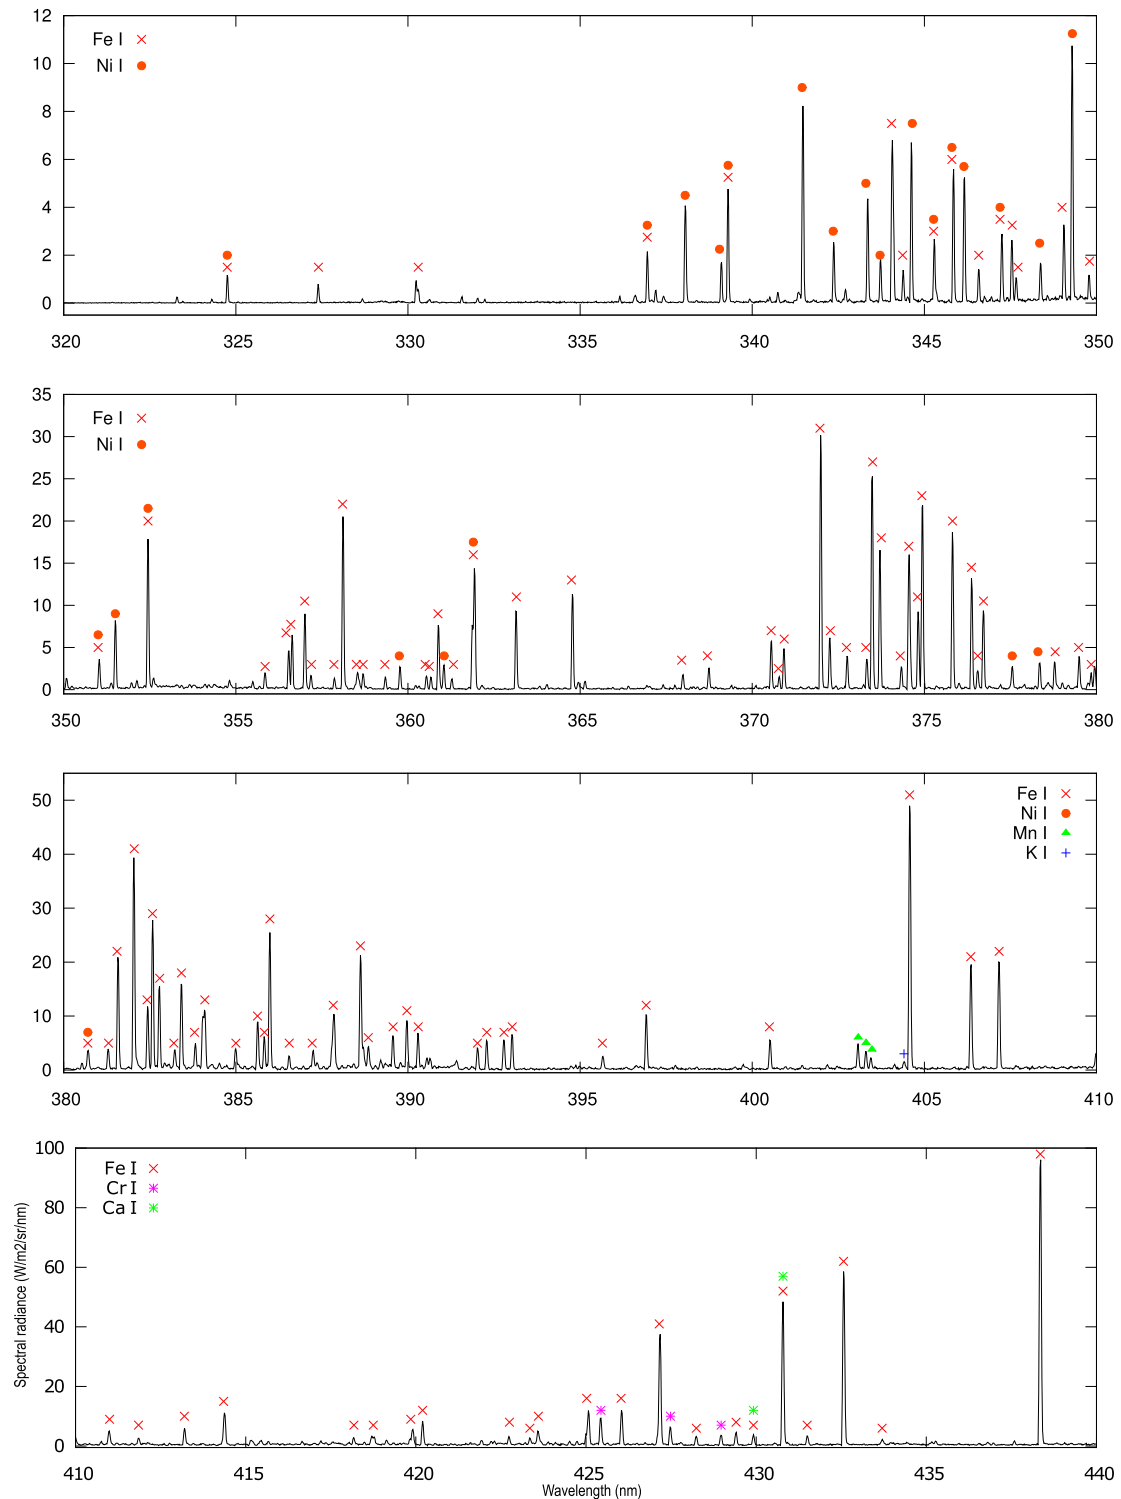 12
10
8
6
4
2
0
Fe I
Ni I
320 325 330 335 340 345 350
35
30
25
20
15
10
5
0
Fe I
Ni I
350 355 360 365 370 375 380
50
40
30
20
10
0
Fe I
Ni I
Mn I
K I
380 385 390 395 400 405 410
100
80
60
40
20
0
Fe I
Cr I
Ca I
Spectral radiance (W/m2/sr/nm)
410 415 420 425 430 435 440
Wavelength (nm)